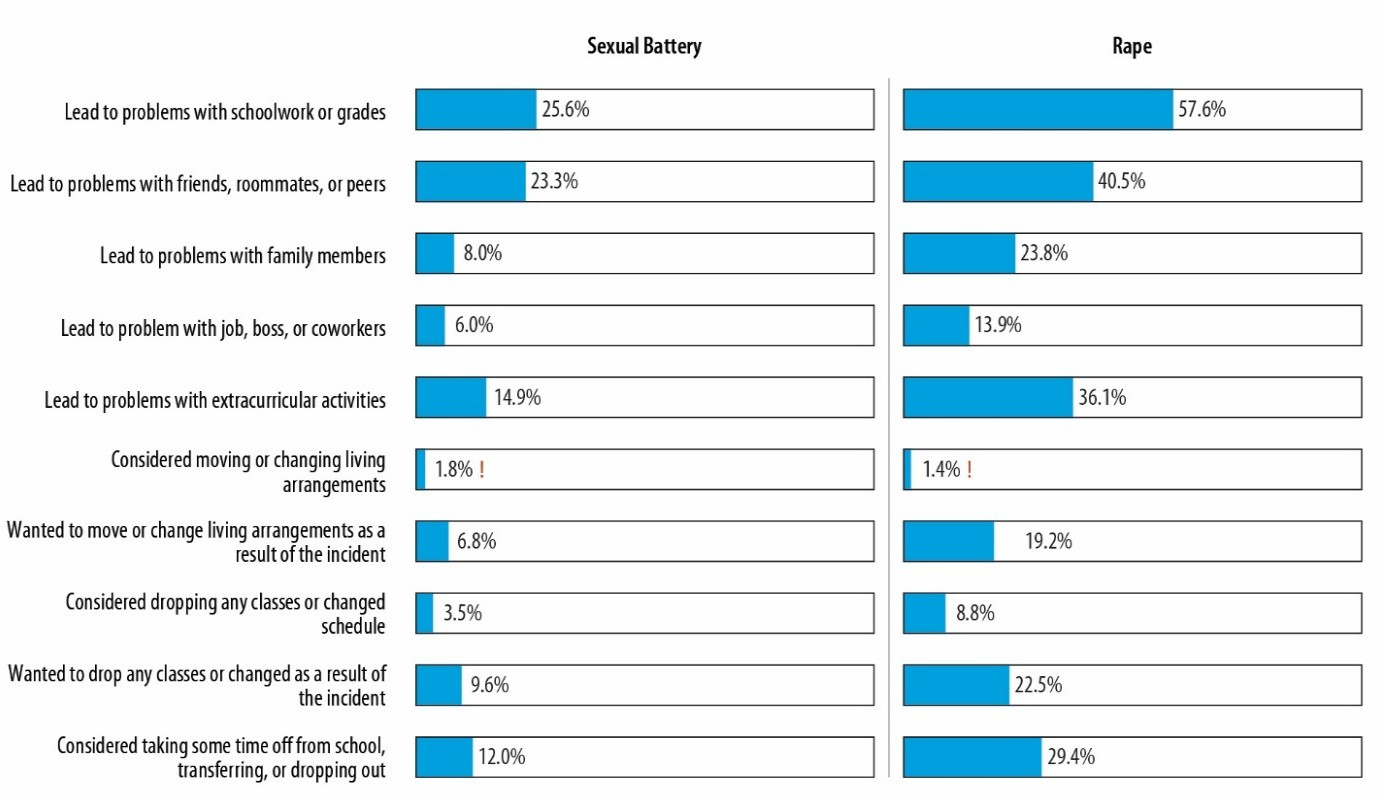 Sexual Battery Rape
Lead to problems with schoolwork or grades 25.6% 57.6%
Lead to problems with friends, roommates, or peers 23.3% 40.5%
Lead to problems with family members 8.0% 23.8%
Lead to problem with job, boss, or coworkers 6.0% 13.9%
Lead to problems with extracurricular activities 14.9% 36.1%
Considered moving or changing living
arrangements 1.8% ! 1.4% !
Wanted to move or change living arrangements as a
result of the incident 6.8% 19.2%
Considered dropping any classes or changed
schedule 3.5% 8.8%
Wanted to drop any classes or changed as a result of
the incident 9.6% 22.5%
Considered taking some time off from school,
transferring, or dropping out 12.0% 29.4%